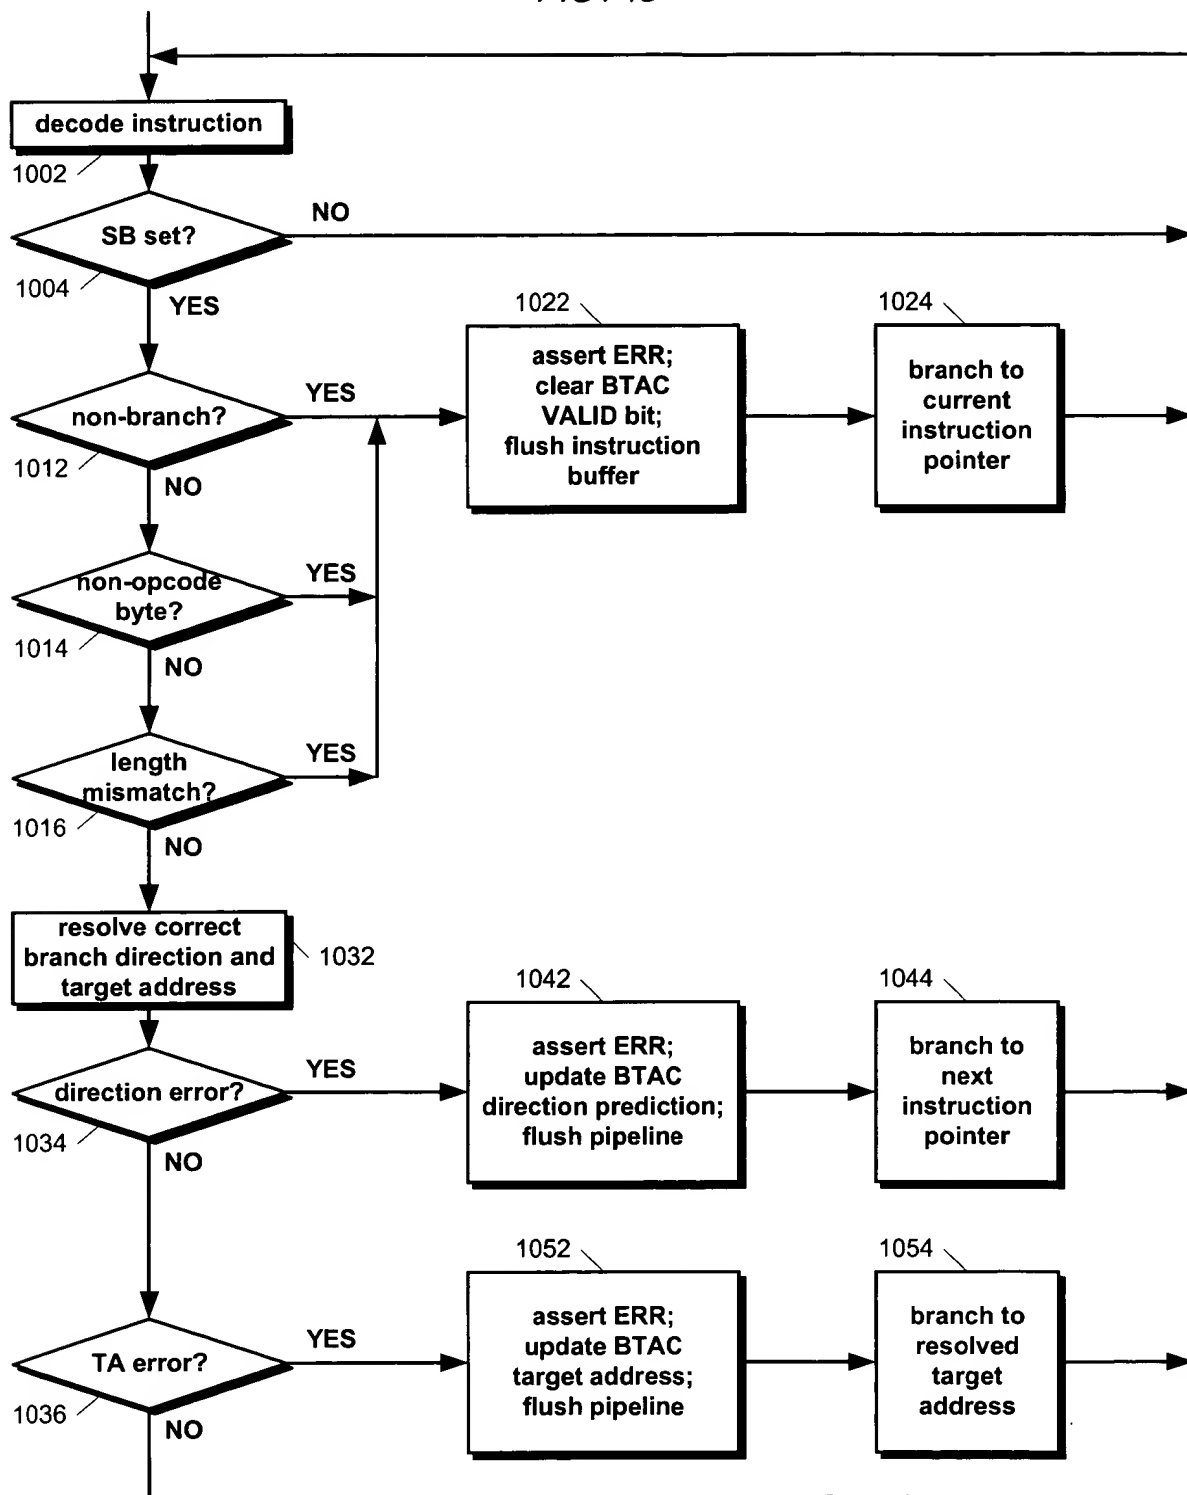 decode instruction
1002
SB set?
NO
1004
YES
1022
1024
non-branch?
YES
1012
NO
assert ERR;
clear BTAC
VALID bit;
flush instruction
buffer
branch to
current
instruction
pointer
non-opcode
byte?
YES
1014
NO
length
mismatch?
YES
1016
NO
resolve correct
branch direction and
target address
1032
1042
1044
direction error?
YES
1034
NO
assert ERR;
update BTAC
direction prediction;
flush pipeline
branch to
next
instruction
pointer
1052
1054
TA error?
YES
1036
NO
assert ERR;
update BTAC
target address;
flush pipeline
branch to
resolved
target
address